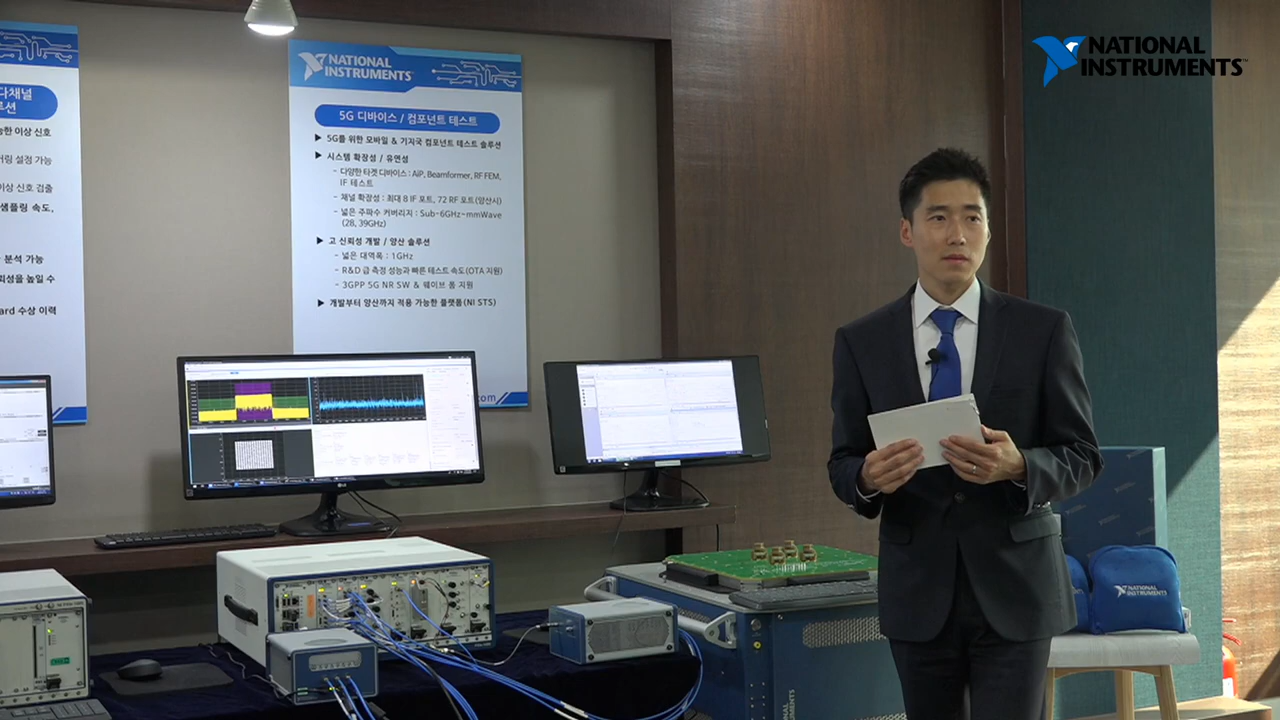 다채널
루션
능한 이상 신호
거링 설정 가능
이상 신호 검출
샘플링 속도,
분석 가능
뢰성을 높일 수
ard 수상 이력
NATIONAL
INSTRUMENTS
5G 디바이스 / 컴포넌트 테스트
▶ 5G를 위한 모바일 & 기지국 컴포넌트 테스트 솔루션
▶ 시스템 확장성 / 유연성
- 다양한 타겟 디바이스 : AiP, Beamformer, RF FEM,
IF 테스트
- 채널 확장성 : 최대 8 IF 포트, 72 RF 포트(양산시)
- 넓은 주파수 커버리지 : Sub-6GHz~mmWave
(28, 39GHz)
▶ 고 신뢰성 개발 / 양산 솔루션
- 넓은 대역폭 : 1GHz
- R&D 급 측정 성능과 빠른 테스트 속도(OTA 지원)
- 3GPP 5G NR SW & 웨이브 폼 지원
▶ 개발부터 양산까지 적용 가능한 플랫폼(NI STS)
.com
NATIONAL
INSTRUMENTS™
LG
NATIONAL
INSTRUMENTS
NATIONAL
INSTRUMENTS